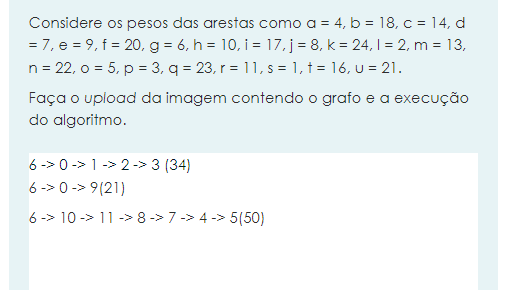 Considere os pesos das arestas como a = 4, b = 18, c = 14, d
= 7, e = 9, f = 20, g = 6, h = 10, i = 17, j = 8, k = 24, l = 2, m = 13,
n = 22, o = 5, p = 3, q = 23, r = 11, s = 1, t = 16, u = 21.
Faça o upload da imagem contendo o grafo e a execução
do algoritmo.
6 -> 0 -> 1 -> 2 -> 3 (34)
6 -> 0 -> 9(21)
6 -> 10 -> 11 -> 8 -> 7 -> 4 -> 5(50)